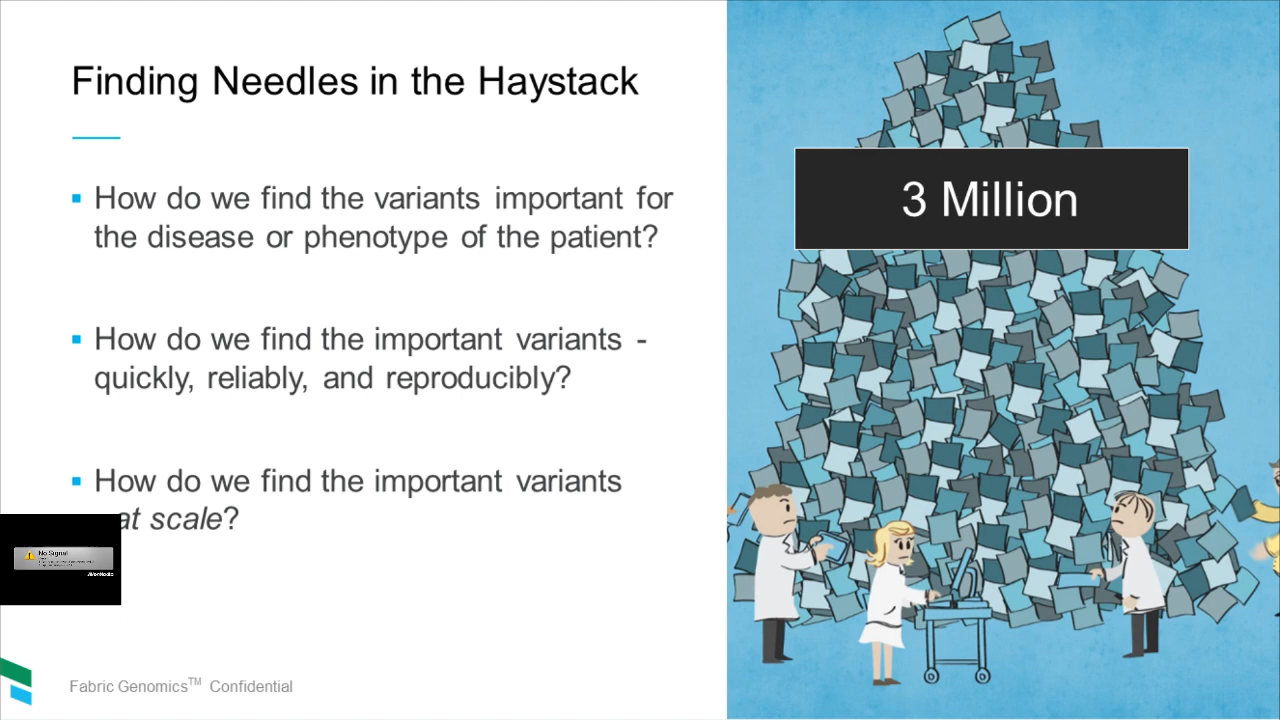 Finding Needles in the Haystack
▪ How do we find the variants important for
the disease or phenotype of the patient?
▪ How do we find the important variants -
quickly, reliably, and reproducibly?
▪ How do we find the important variants
at scale?
No Signal
AVerMedia
Fabric Genomics™ Confidential
3 Million